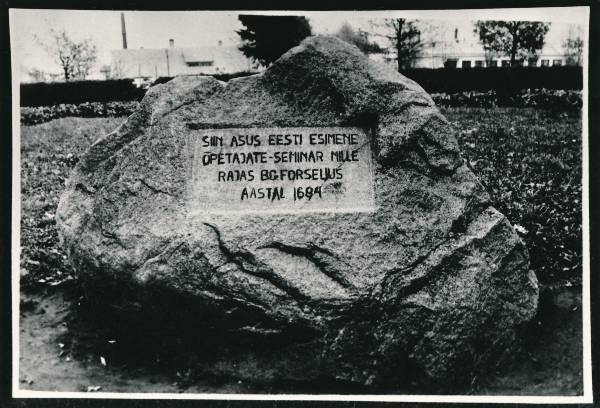 SIIN ASUS EESTI ESIMENE
ÕPETAJATE-SEMINAR MILLE
RAJAS B.G.FORSELIUS
AASTAL 1684